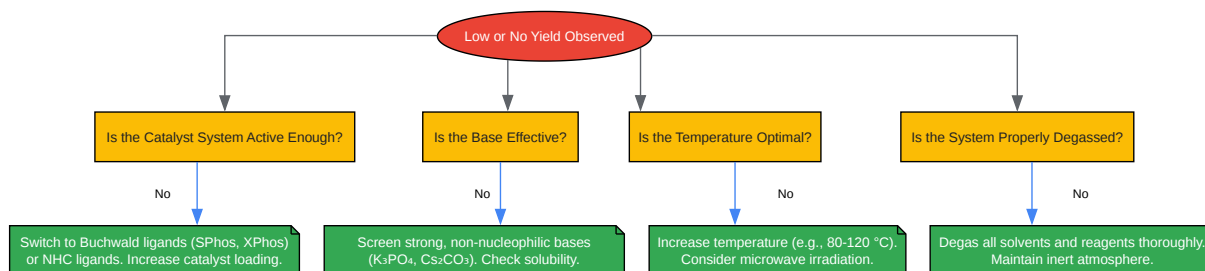 Low or No Yield Observed
Is the Catalyst System Active Enough?
Is the Base Effective?
Is the Temperature Optimal?
Is the System Properly Degassed?
No
No
No
No
Switch to Buchwald ligands (SPhos, XPhos)
or NHC ligands. Increase catalyst loading.
Screen strong, non-nucleophilic bases
(K₃PO₄, Cs₂CO₃). Check solubility.
Increase temperature (e.g., 80-120 °C).
Consider microwave irradiation.
Degas all solvents and reagents thoroughly.
Maintain inert atmosphere.